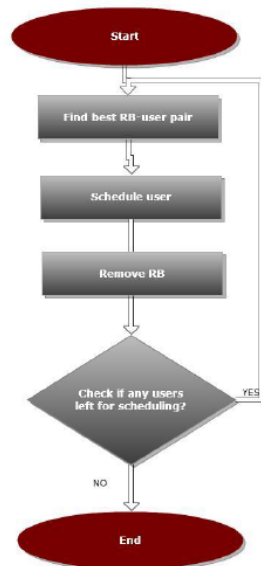 Start
Find best RB-user pair
Schedule user
Remove RB
Check if any users
left for scheduling?
YES
NO
End